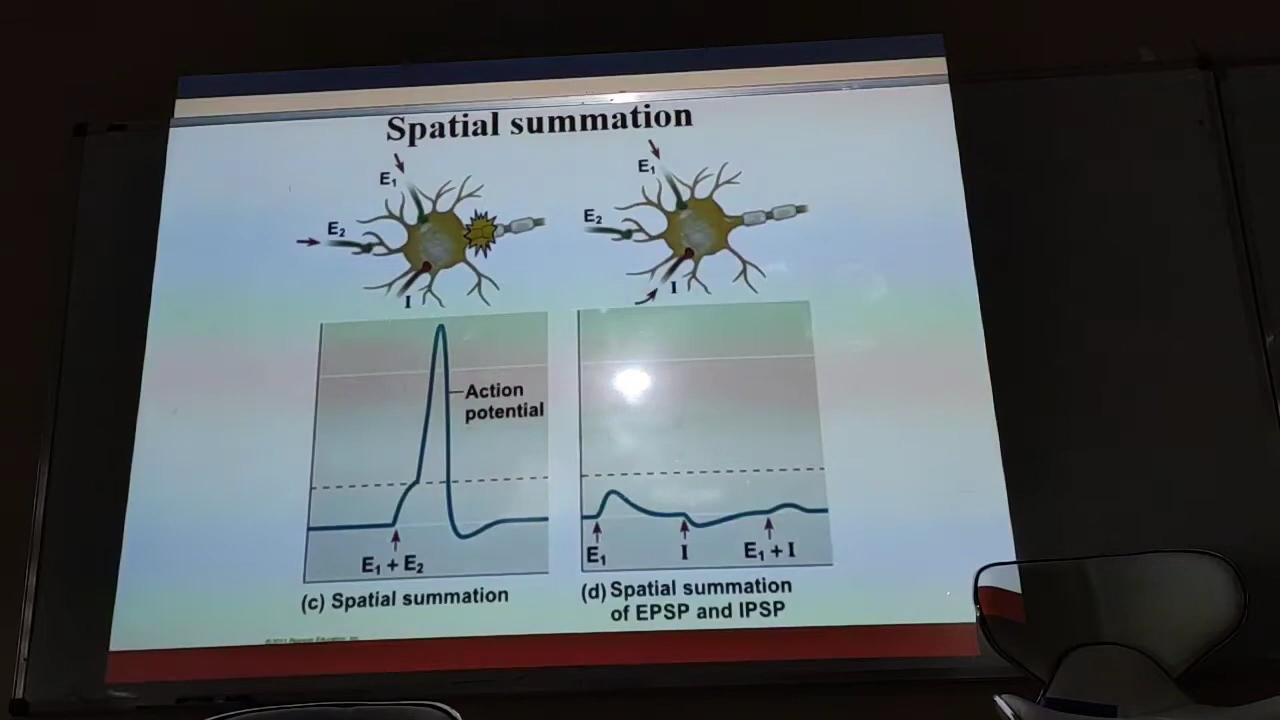 Spatial summation
E₁
E₂
I
E₁
E₂
I
Action
potential
E₁ + E₂
(c) Spatial summation
E₁
I
E₁ + I
(d) Spatial summation
of EPSP and IPSP